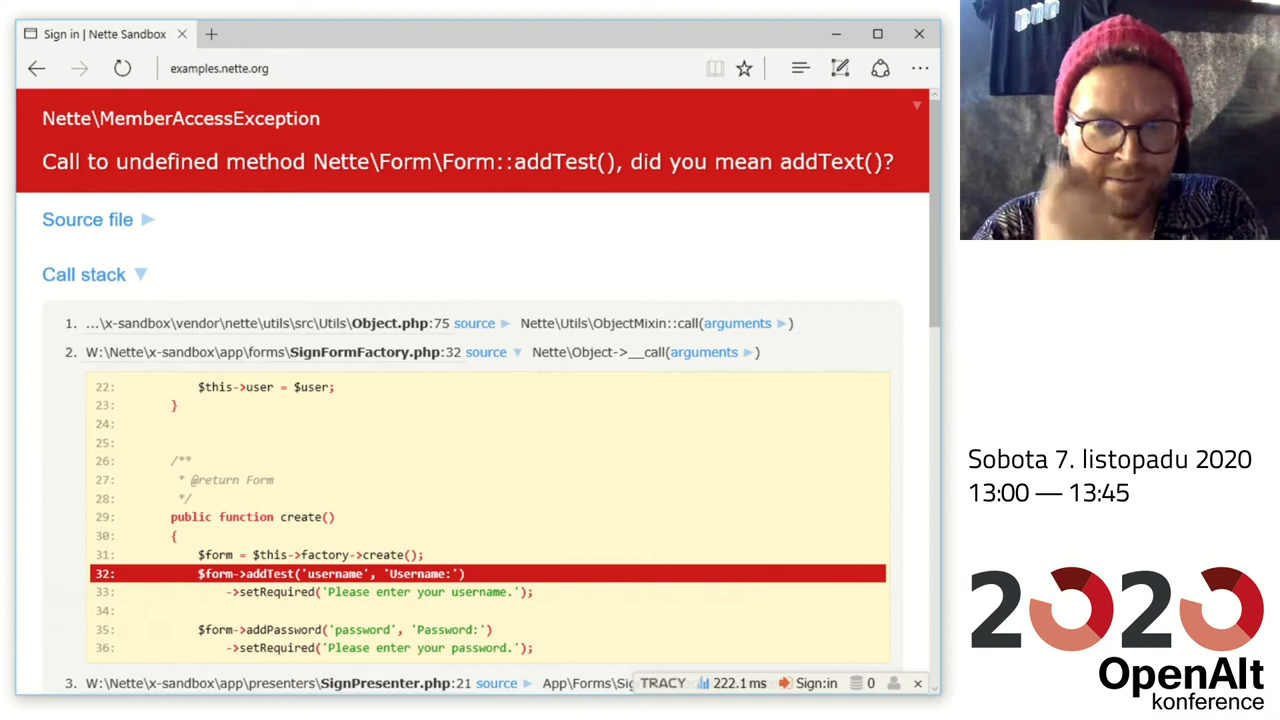 Sign in | Nette Sandbox
examples.nette.org
Nette\MemberAccessException
Call to undefined method Nette\Form\Form::addTest(), did you mean addText()?
Source file ▶
Call stack ▼
1. ...\x-sandbox\vendor\nette\utils\src\Utils\Object.php:75 source ▶ Nette\Utils\ObjectMixin::call(arguments ▶)
2. W:\Nette\x-sandbox\app\forms\SignFormFactory.php:32 source ▼ Nette\Object->__call(arguments ▶)
22: $this->user = $user;
23: }
24:
25:
26: /**
27: * @return Form
28: */
29: public function create()
30: {
31: $form = $this->factory->create();
32: $form->addTest('username', 'Username:')
33: ->setRequired('Please enter your username.');
34:
35: $form->addPassword('password', 'Password:')
36: ->setRequired('Please enter your password.');
3. W:\Nette\x-sandbox\app\presenters\SignPresenter.php:21 source ▶ App\Forms\Sig
TRACY 222.1 ms Sign:in 0 ×
Sobota 7. listopadu 2020
13:00 — 13:45
2020
OpenAlt
konference